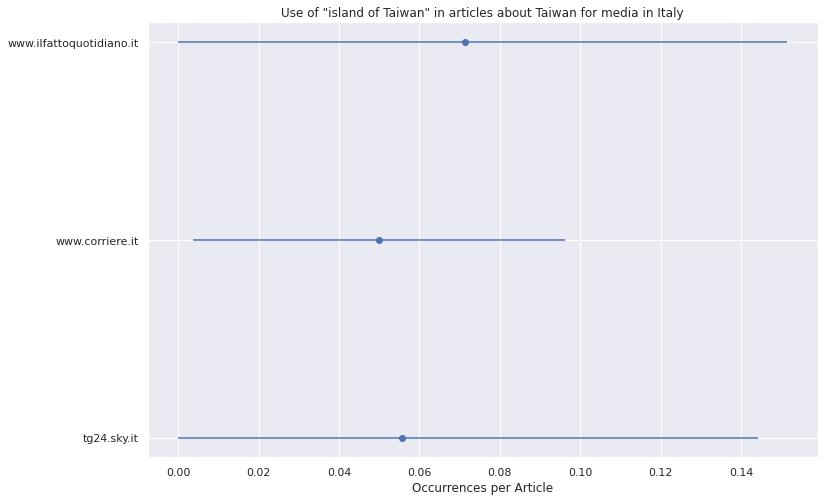 Use of "island of Taiwan" in articles about Taiwan for media in Italy
www.ilfattoquotidiano.it
www.corriere.it
tg24.sky.it
0.00 0.02 0.04 0.06 0.08 0.10 0.12 0.14
Occurrences per Article